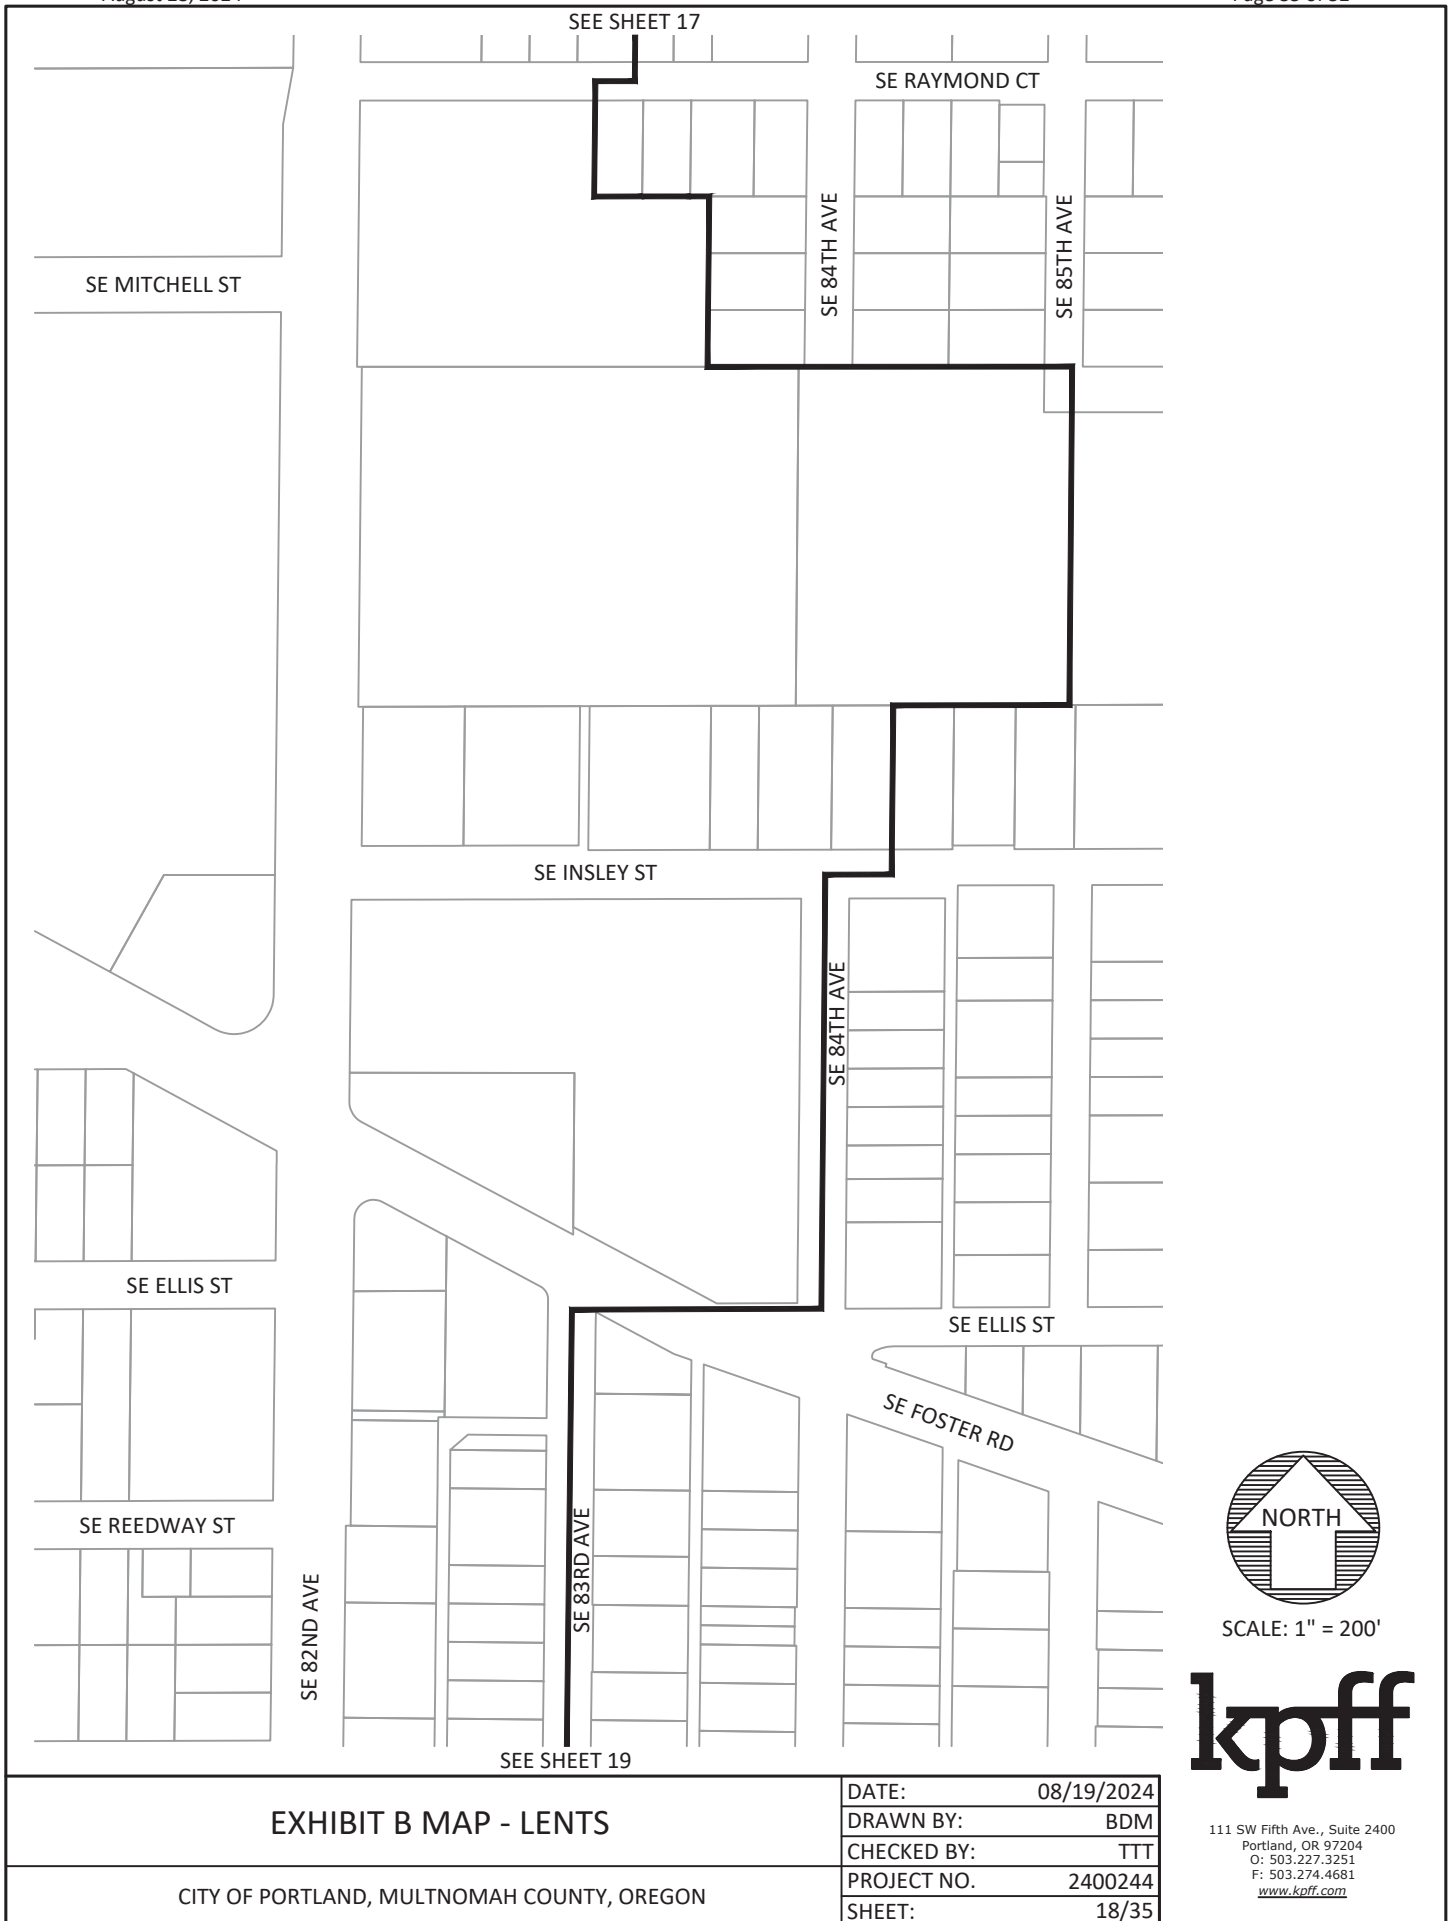 SEE SHEET 17
SE RAYMOND CT
SE 84TH AVE
SE 85TH AVE
SE MITCHELL ST
SE INSLEY ST
SE 84TH AVE
SE ELLIS ST
SE ELLIS ST
SE FOSTER RD
SE REEDWAY ST
SE 83RD AVE
SE 82ND AVE
SEE SHEET 19
NORTH
SCALE: 1" = 200'
kpff
111 SW Fifth Ave., Suite 2400
Portland, OR 97204
O: 503.227.3251
F: 503.274.4681
www.kpff.com
EXHIBIT B MAP - LENTS
CITY OF PORTLAND, MULTNOMAH COUNTY, OREGON
DATE: 08/19/2024
DRAWN BY: BDM
CHECKED BY: TTT
PROJECT NO. 2400244
SHEET: 18/35